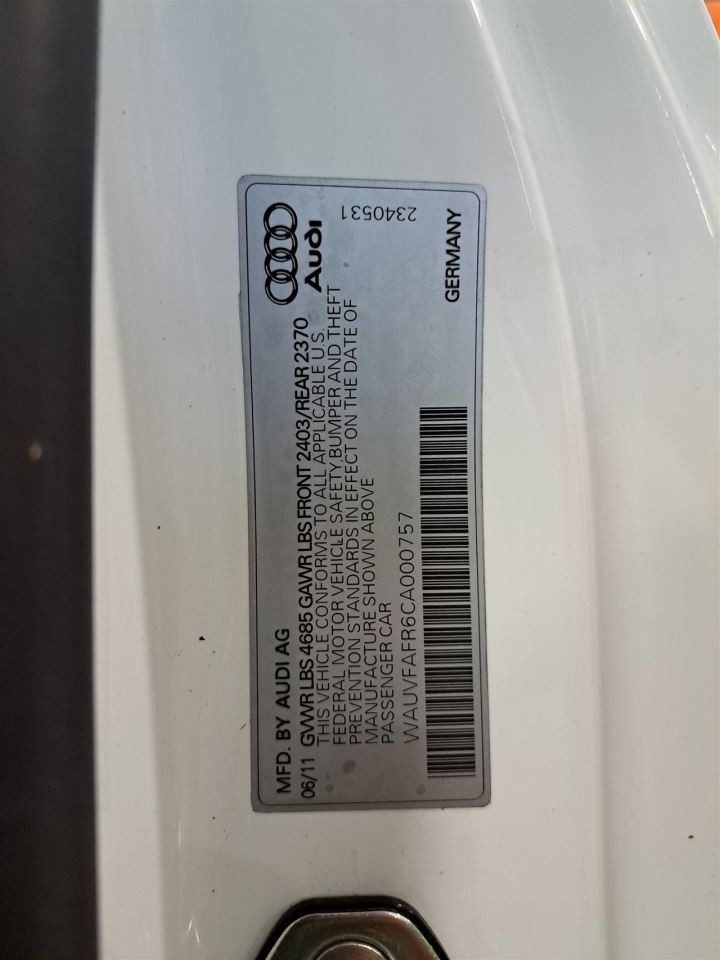 MFD. BY AUDI AG
06/11 GVWR LBS 4685 GAWR LBS FRONT 2403/REAR 2370
THIS VEHICLE CONFORMS TO ALL APPLICABLE U.S.
FEDERAL MOTOR VEHICLE SAFETY, BUMPER AND THEFT
PREVENTION STANDARDS IN EFFECT ON THE DATE OF
MANUFACTURE SHOWN ABOVE
PASSENGER CAR
WAUVFAFR6CA000757
Audi
2340531
GERMANY